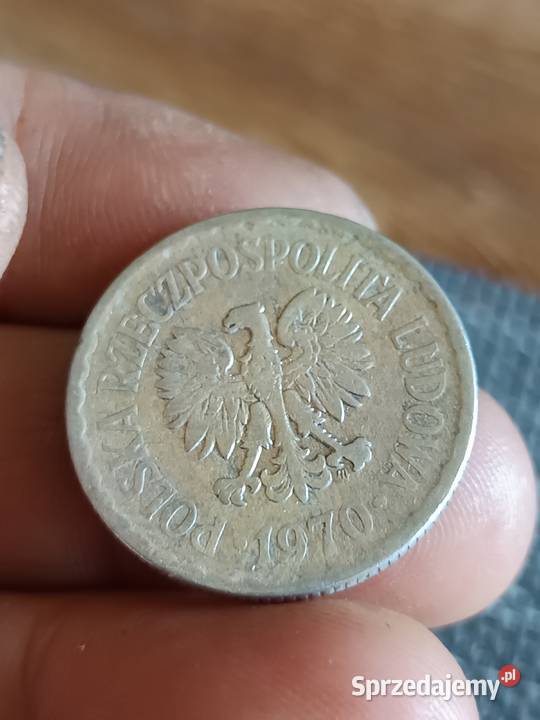 POLSKA RZECZPOSPOLITA LUDOWA
1970
Sprzedajemy.pl